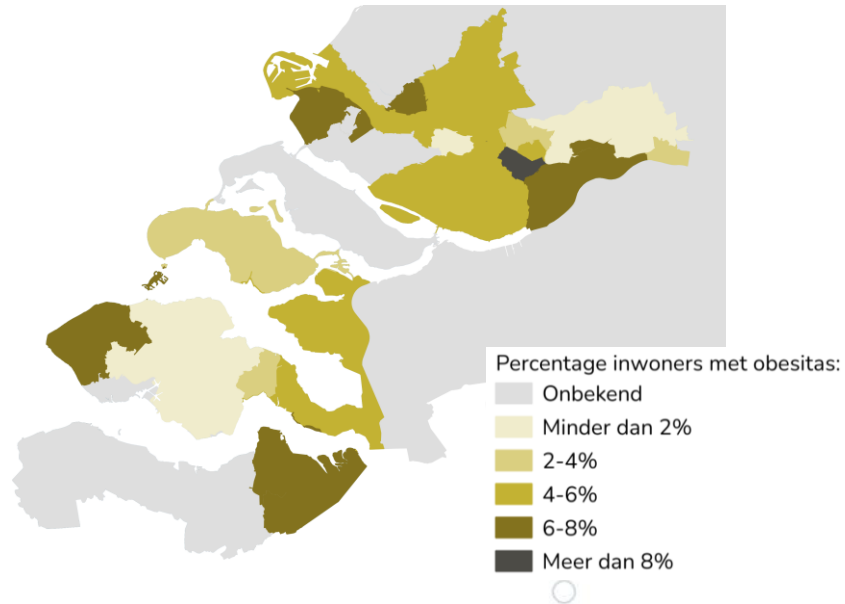 Percentage inwoners met obesitas:
Onbekend
Minder dan 2%
2-4%
4-6%
6-8%
Meer dan 8%